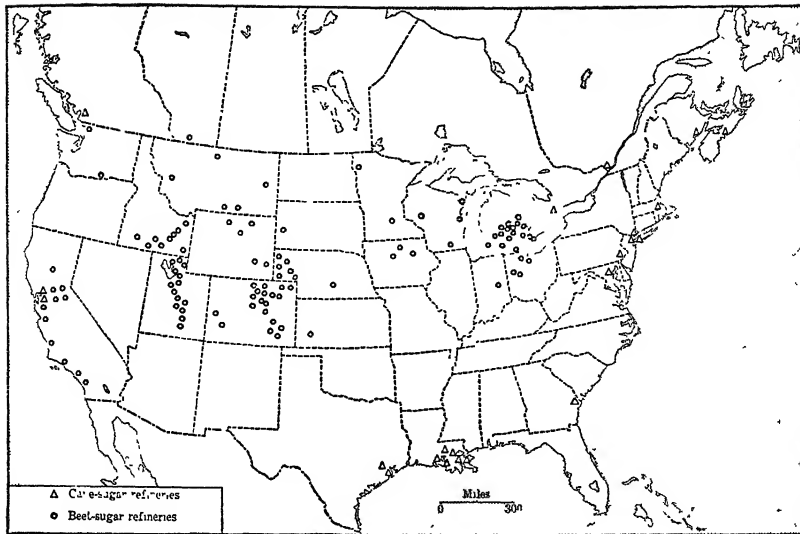 △ Cane-sugar refineries
○ Beet-sugar refineries
Miles
0 300